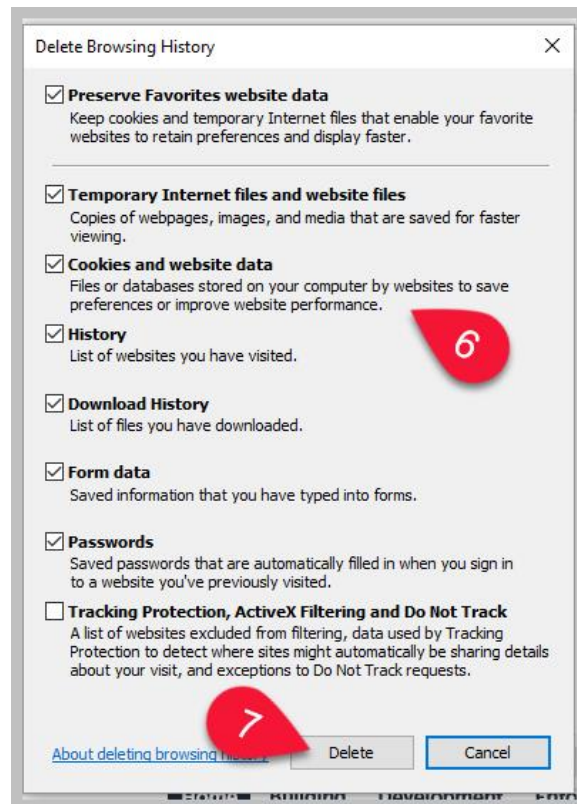 Delete Browsing History
Preserve Favorites website data
Keep cookies and temporary Internet files that enable your favorite
websites to retain preferences and display faster.
Temporary Internet files and website files
Copies of webpages, images, and media that are saved for faster
viewing.
Cookies and website data
Files or databases stored on your computer by websites to save
preferences or improve website performance.
6
History
List of websites you have visited.
Download History
List of files you have downloaded.
Form data
Saved information that you have typed into forms.
Passwords
Saved passwords that are automatically filled in when you sign in
to a website you've previously visited.
Tracking Protection, ActiveX Filtering and Do Not Track
A list of websites excluded from filtering, data used by Tracking
Protection to detect where sites might automatically be sharing details
about your visit, and exceptions to Do Not Track requests.
7
About deleting browsing history
Delete
Cancel
Building Development